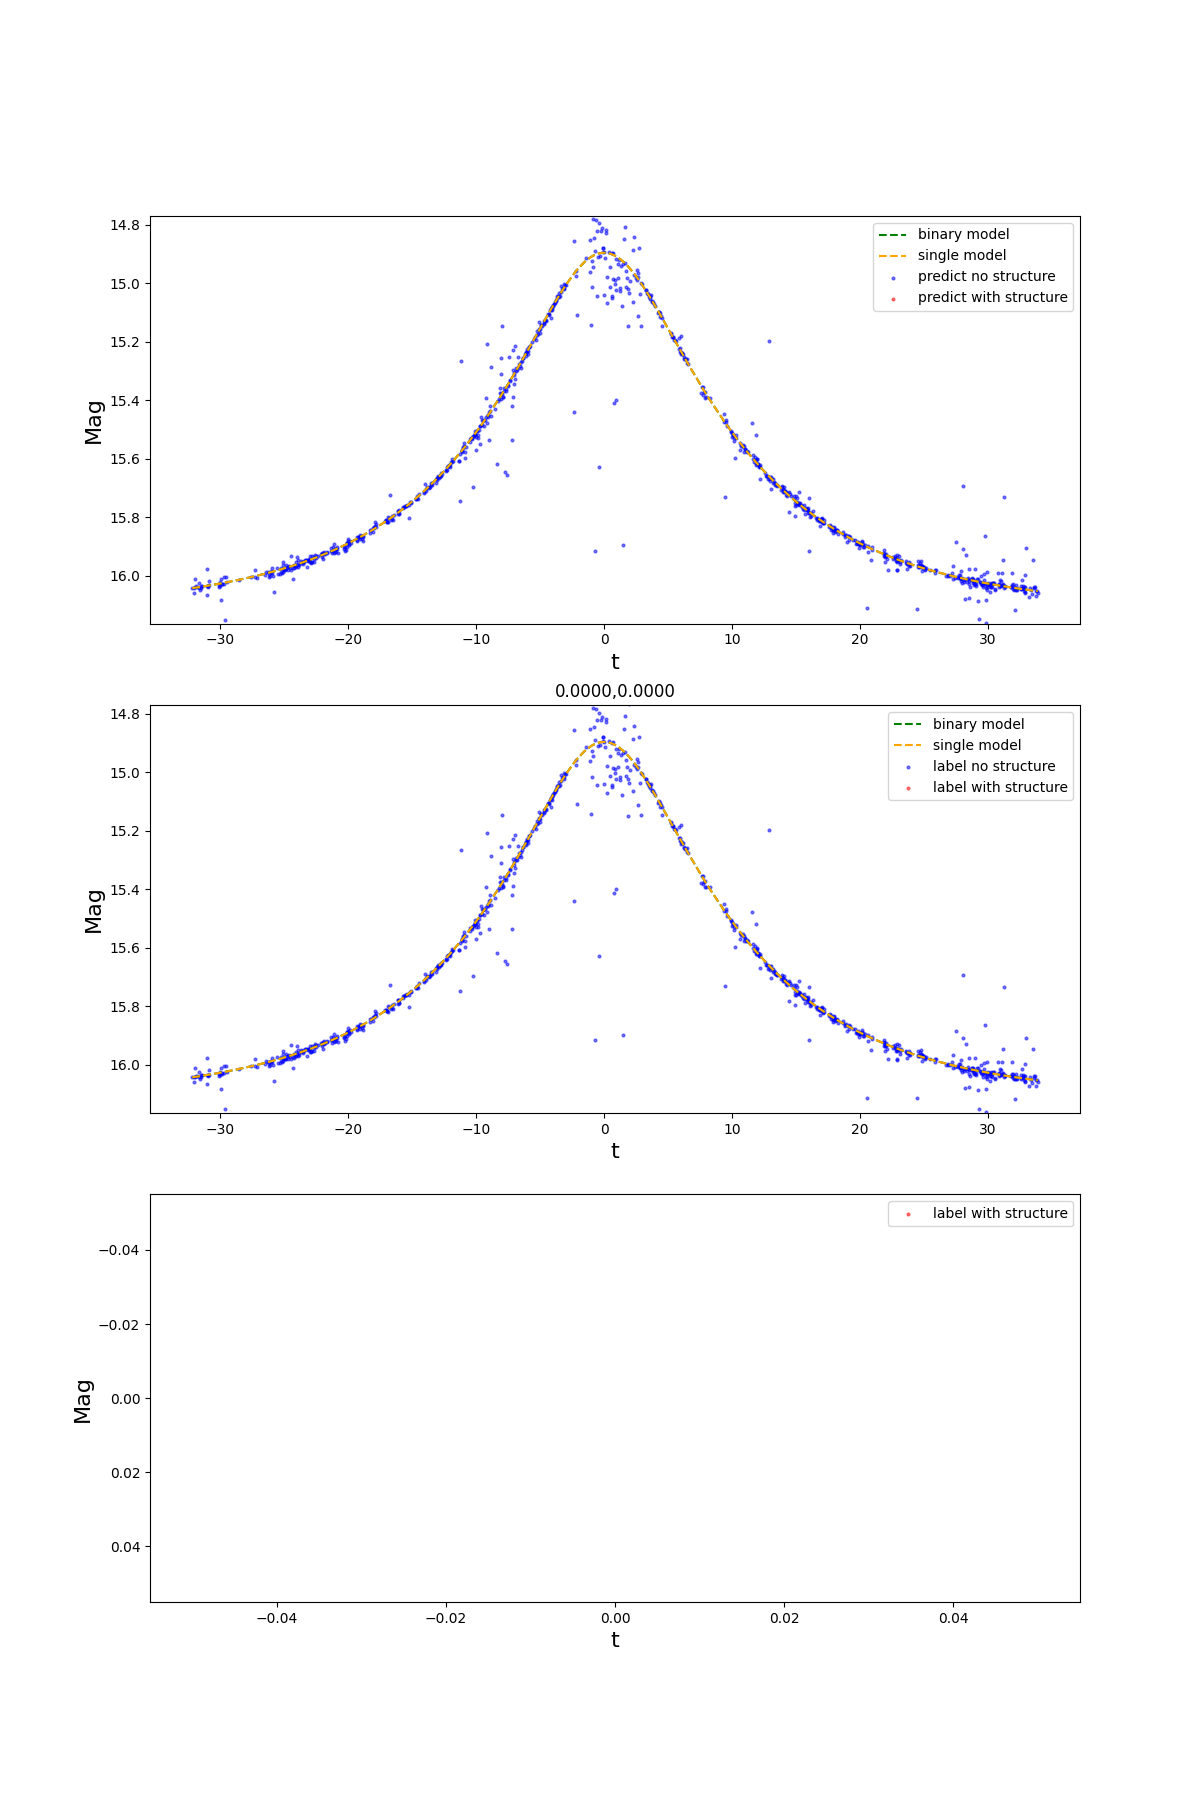 binary model
single model
predict no structure
predict with structure
14.8
15.0
15.2
15.4
15.6
15.8
16.0
Mag
−30
−20
−10
0
10
20
30
t
0.0000,0.0000
binary model
single model
label no structure
label with structure
14.8
15.0
15.2
15.4
15.6
15.8
16.0
Mag
−30
−20
−10
0
10
20
30
t
label with structure
−0.04
−0.02
0.00
0.02
0.04
Mag
−0.04
−0.02
0.00
0.02
0.04
t